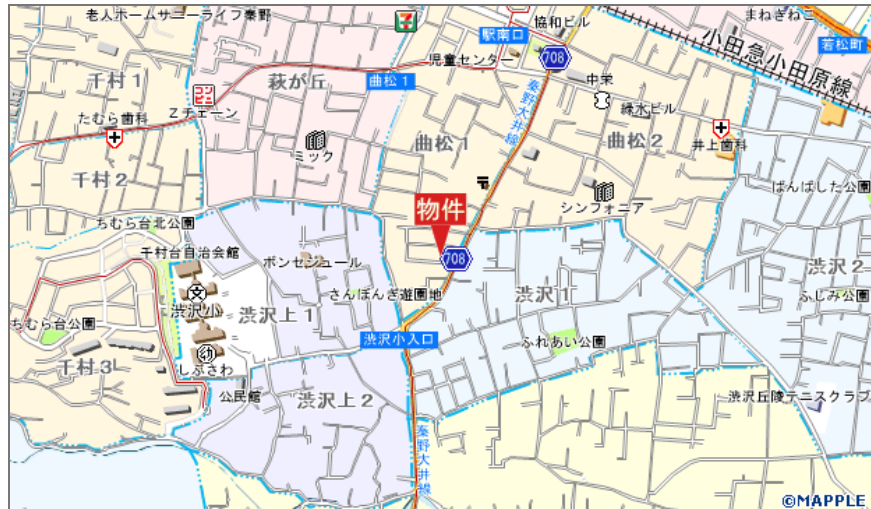 老人ホームサニーライフ秦野
協和ビル
まねきねこ
駅南口
若松町
千村1
児童センター
708
小田急小田原線
萩が丘
曲松1
中栄
Zチェーン
秦野大井線
緑水ビル
たむら歯科
曲松1
曲松2
井上歯科
ミック
千村2
シンフォニア
ばんばした公園
物件
ちむら台北公園
千村台自治会館
ボンセジュール
708
渋沢2
さんぼんぎ遊園地
渋沢1
ふじみ公園
渋沢小
渋沢上1
ちむら台公園
渋沢小入口
ふれあい公園
千村3
しぶさわ
公民館
渋沢上2
渋沢丘陵テニスクラブ
秦野大井線
©MAPPLE